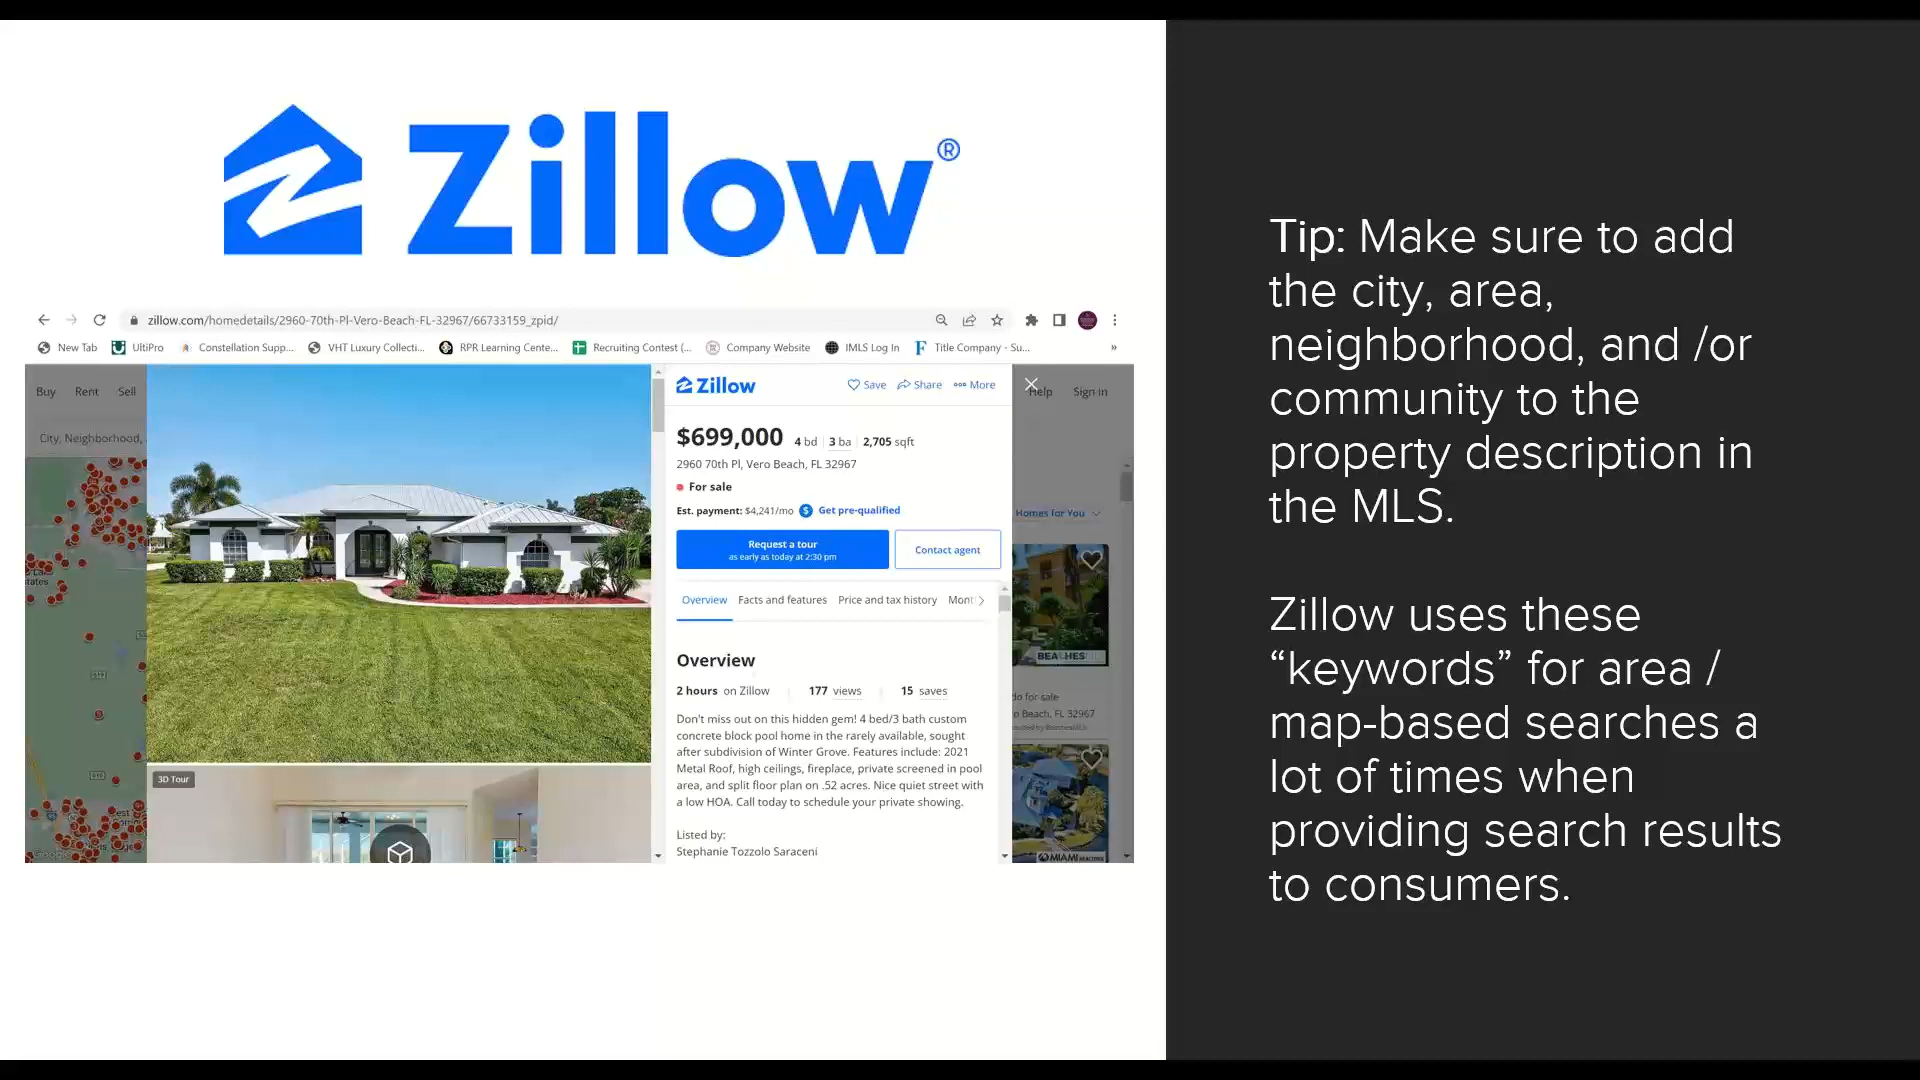 Zillow®
zillow.com/homedetails/2960-70th-Pl-Vero-Beach-FL-32967/66733159_zpid/
New Tab UltiPro Constellation Supp... VHT Luxury Collecti... RPR Learning Cente... Recruiting Contest (... Company Website IMLS Log In Title Company - Su... »
Buy Rent Sell
City, Neighborhood,
3D Tour
Zillow
Save Share More
Help Sign In
$699,000 4 bd 3 ba 2,705 sqft
2960 70th Pl, Vero Beach, FL 32967
For sale
Est. payment: $4,241/mo $ Get pre-qualified
Request a tour
as early as today at 2:30 pm
Contact agent
Overview Facts and features Price and tax history Mont
Overview
2 hours on Zillow 177 views 15 saves
Don't miss out on this hidden gem! 4 bed/3 bath custom
concrete block pool home in the rarely available, sought
after subdivision of Winter Grove. Features include: 2021
Metal Roof, high ceilings, fireplace, private screened in pool
area, and split floor plan on .52 acres. Nice quiet street with
a low HOA. Call today to schedule your private showing.
Listed by:
Stephanie Tozzolo Saraceni
Homes for You
BEACHES
do for sale
o Beach, FL 32967
MIAMI
Tip: Make sure to add
the city, area,
neighborhood, and /or
community to the
property description in
the MLS.
Zillow uses these
“keywords” for area /
map-based searches a
lot of times when
providing search results
to consumers.